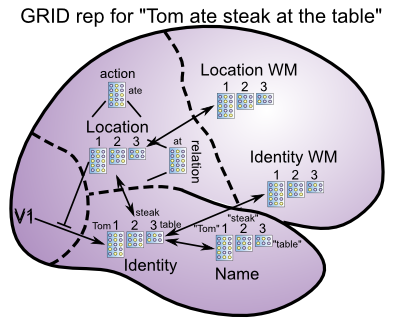 GRID rep for "Tom ate steak at the table"
action
ate
Location WM
1 2 3
Location
1 2 3
at
relation
Identity WM
1 2 3
V1
steak
Tom 1 2 3 table
Identity
"steak"
"Tom" 1 2 3 "table"
Name